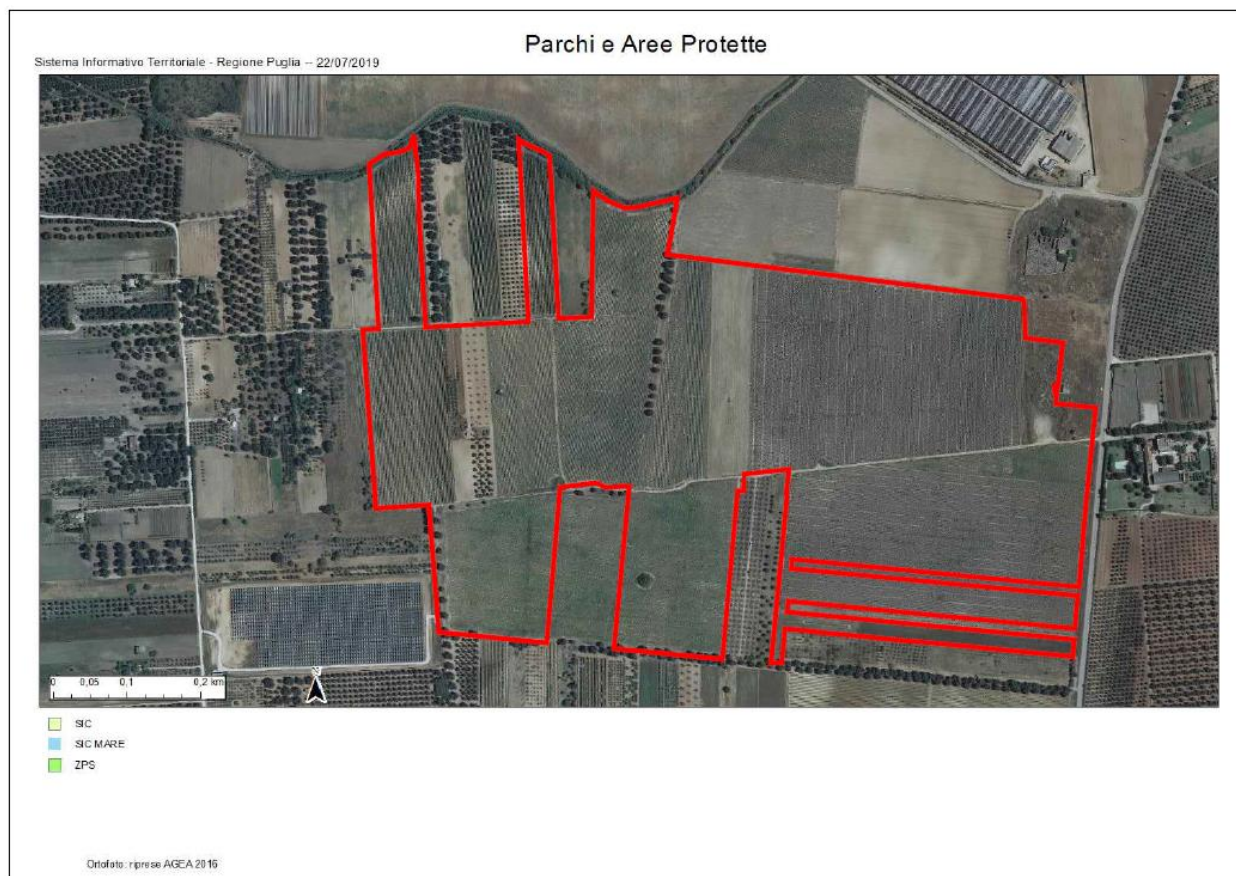 Parchi e Aree Protette
Sistema Informativo Territoriale - Regione Puglia -- 22/07/2019
0 0,05 0,1 0,2 km
SIC
SIC MARE
ZPS
Ortofoto: riprese AGEA 2016